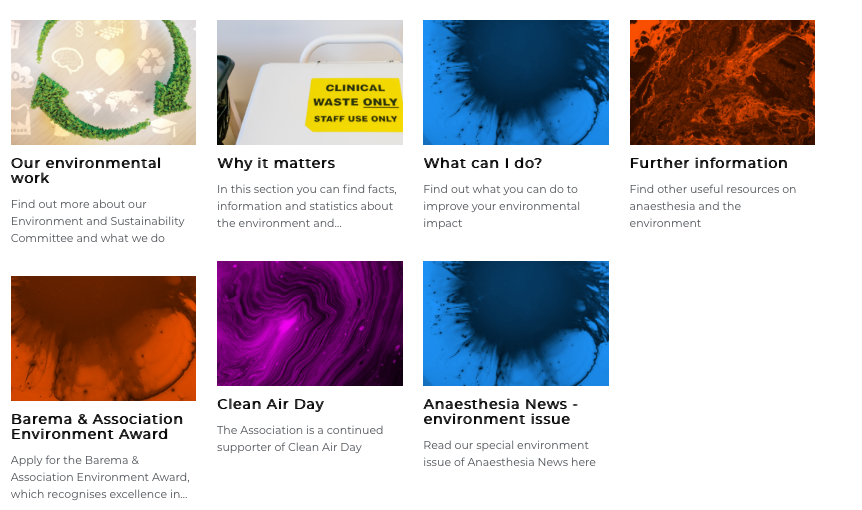 O2
CLINICAL
WASTE ONLY
STAFF USE ONLY
Our environmental
work
Find out more about our
Environment and Sustainability
Committee and what we do
Why it matters
In this section you can find facts,
information and statistics about
the environment and...
What can I do?
Find out what you can do to
improve your environmental
impact
Further information
Find other useful resources on
anaesthesia and the
environment
Barema & Association
Environment Award
Apply for the Barema &
Association Environment Award,
which recognises excellence in...
Clean Air Day
The Association is a continued
supporter of Clean Air Day
Anaesthesia News -
environment issue
Read our special environment
issue of Anaesthesia News here